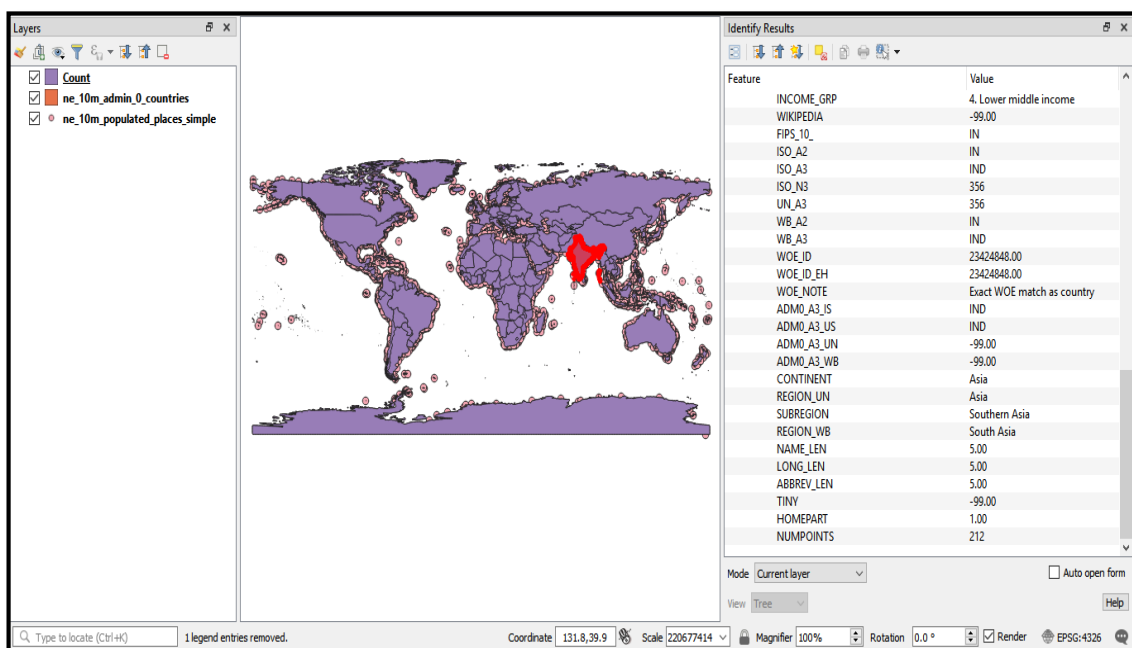 Layers
Count
ne_10m_admin_0_countries
ne_10m_populated_places_simple
Identify Results
Feature Value
INCOME_GRP 4. Lower middle income
WIKIPEDIA -99.00
FIPS_10_ IN
ISO_A2 IN
ISO_A3 IND
ISO_N3 356
UN_A3 356
WB_A2 IN
WB_A3 IND
WOE_ID 23424848.00
WOE_ID_EH 23424848.00
WOE_NOTE Exact WOE match as country
ADM0_A3_IS IND
ADM0_A3_US IND
ADM0_A3_UN -99.00
ADM0_A3_WB -99.00
CONTINENT Asia
REGION_UN Asia
SUBREGION Southern Asia
REGION_WB South Asia
NAME_LEN 5.00
LONG_LEN 5.00
ABBREV_LEN 5.00
TINY -99.00
HOMEPART 1.00
NUMPOINTS 212
Mode Current layer Auto open form
View Tree Help
Type to locate (Ctrl+K) 1 legend entries removed. Coordinate 131.8,39.9 Scale 220677414 Magnifier 100% Rotation 0.0 ° Render EPSG:4326